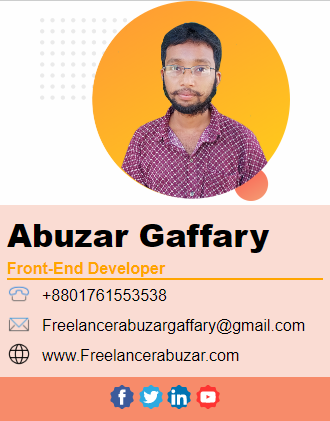 Abuzar Gaffary
Front-End Developer
+8801761553538
Freelancerabuzargaffary@gmail.com
www.Freelancerabuzar.com